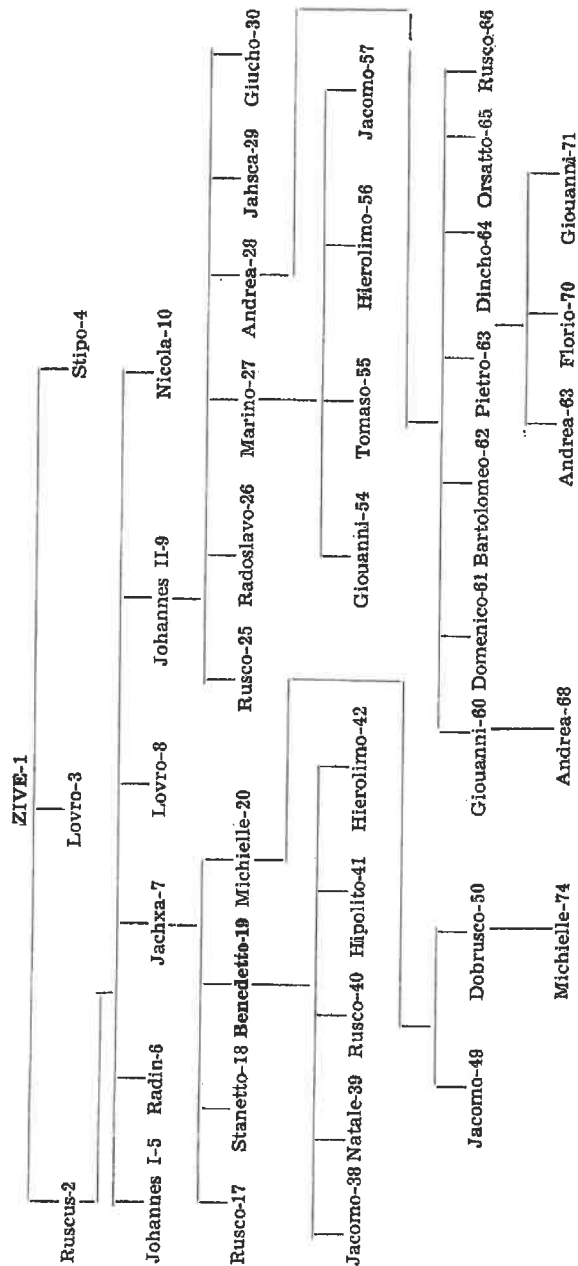 ZIVE-1
Ruscus-2 Lovro-3 Stipo-4
Johannes I-5 Radin-6 Jachxa-7 Lovro-8 Johannes II-9 Nicola-10
Rusco-17 Stanetto-18 Benedetto-19 Michielle-20 Rusco-25 Radoslavo-26 Marino-27 Andrea-28 Jahsca-29 Giucho-30
Jacomo-38 Natale-39 Rusco-40 Hipolito-41 Hierolimo-42 Giouanni-54 Tomaso-55 Hierolimo-56 Jacomo-57
Jacomo-49 Dobrusco-50 Giouanni-60 Domenico-61 Bartolomeo-62 Pietro-63 Dincho-64 Orsatto-65 Rusco-66
Michielle-74 Andrea-68 Andrea-63 Florio-70 Giouanni-71